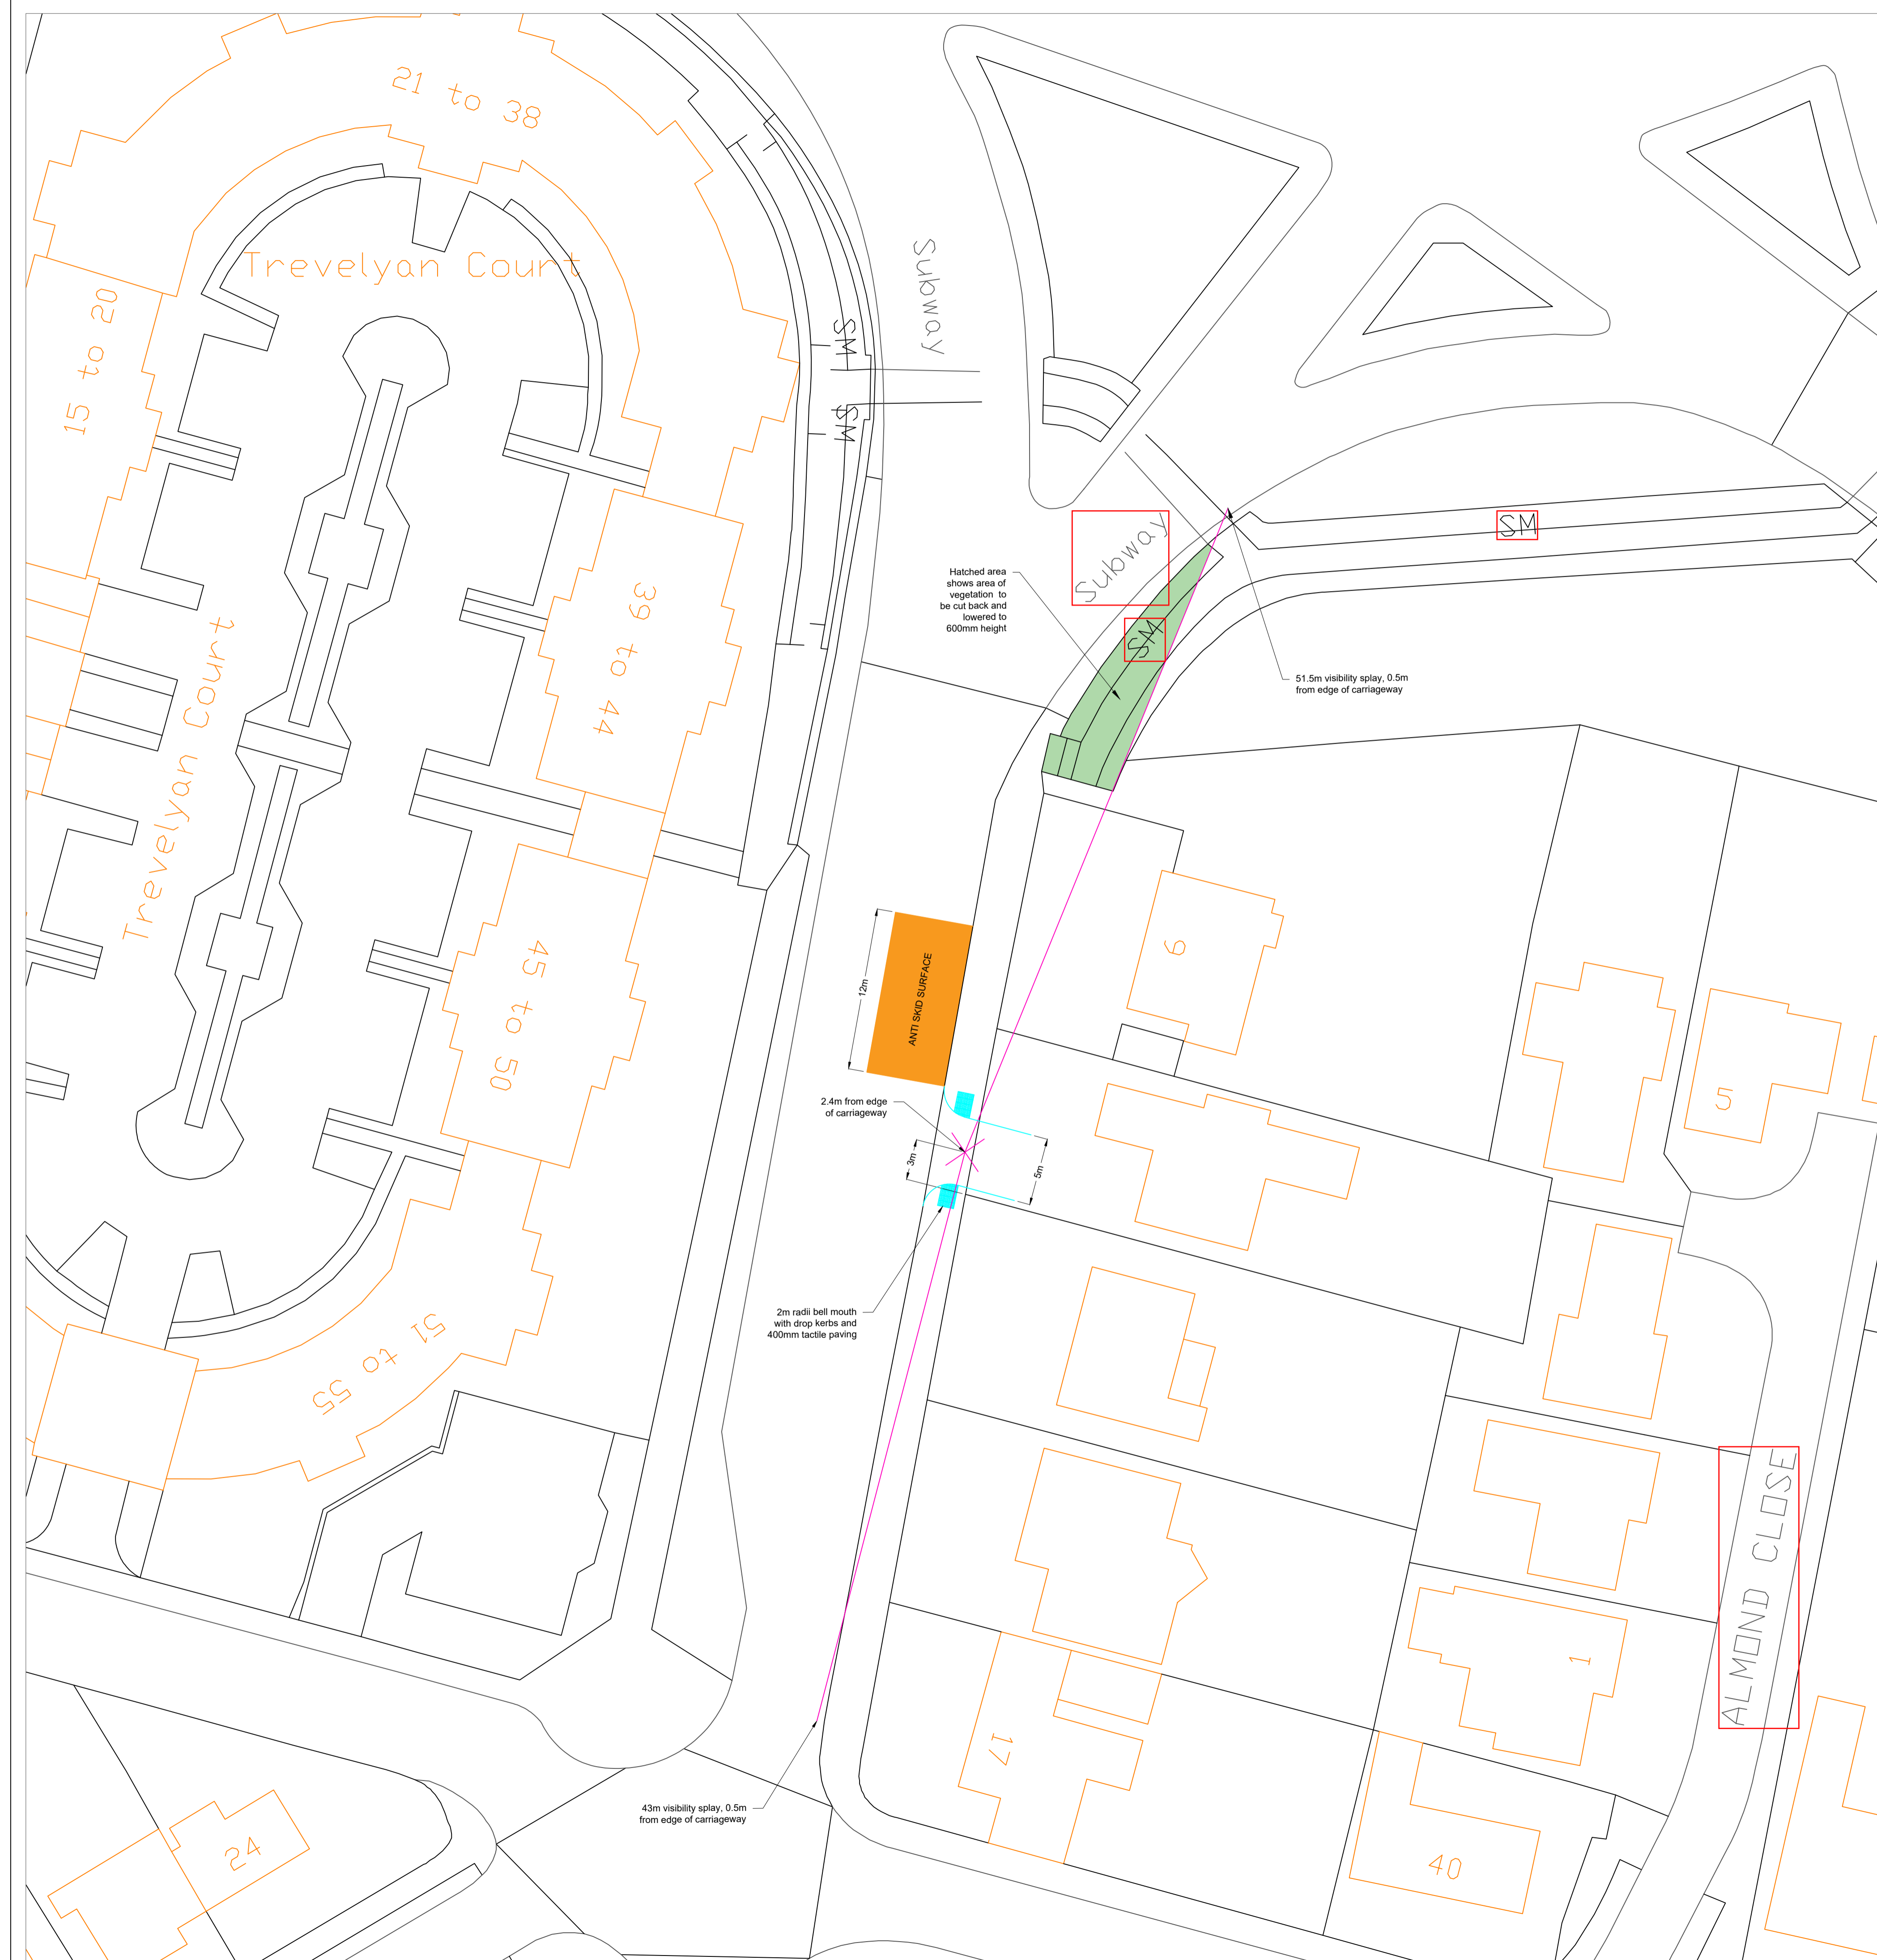 21 to 38
Trevelyan Court
15 to 20
Subway
SM
SM
Subway
SM
SM
Hatched area
shows area of
vegetation to
be cut back and
lowered to
600mm height
51.5m visibility splay, 0.5m
from edge of carriageway
39 to 44
Trevelyan Court
12m
ANTI SKID SURFACE
9
5
45 to 50
2.4m from edge
of carriageway
3m
5m
2m radii bell mouth
with drop kerbs and
400mm tactile paving
51 to 55
ALMOND CLOSE
1
17
43m visibility splay, 0.5m
from edge of carriageway
24
40